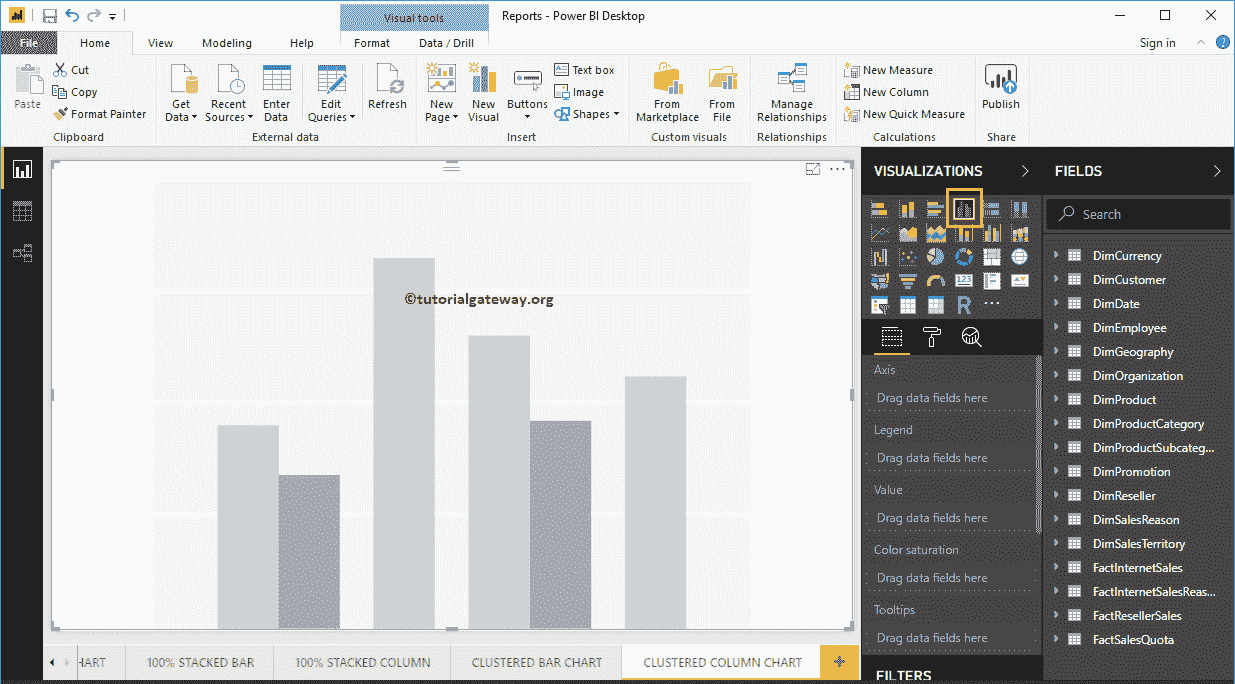 Visual tools
Reports - Power BI Desktop
File
Home
View
Modeling
Help
Format
Data / Drill
Sign in
?
Paste
Cut
Copy
Format Painter
Clipboard
Get
Data
Recent
Sources
Enter
Data
Edit
Queries
External data
Refresh
New
Page
New
Visual
Buttons
Text box
Image
Shapes
Insert
From
Marketplace
From
File
Custom visuals
Manage
Relationships
Relationships
New Measure
New Column
New Quick Measure
Calculations
Publish
Share
©tutorialgateway.org
VISUALIZATIONS
123
R
Axis
Drag data fields here
Legend
Drag data fields here
Value
Drag data fields here
Color saturation
Drag data fields here
Tooltips
Drag data fields here
FILTERS
FIELDS
Search
DimCurrency
DimCustomer
DimDate
DimEmployee
DimGeography
DimOrganization
DimProduct
DimProductCategory
DimProductSubcateg...
DimPromotion
DimReseller
DimSalesReason
DimSalesTerritory
FactInternetSales
FactInternetSalesReas...
FactResellerSales
FactSalesQuota
HART
100% STACKED BAR
100% STACKED COLUMN
CLUSTERED BAR CHART
CLUSTERED COLUMN CHART